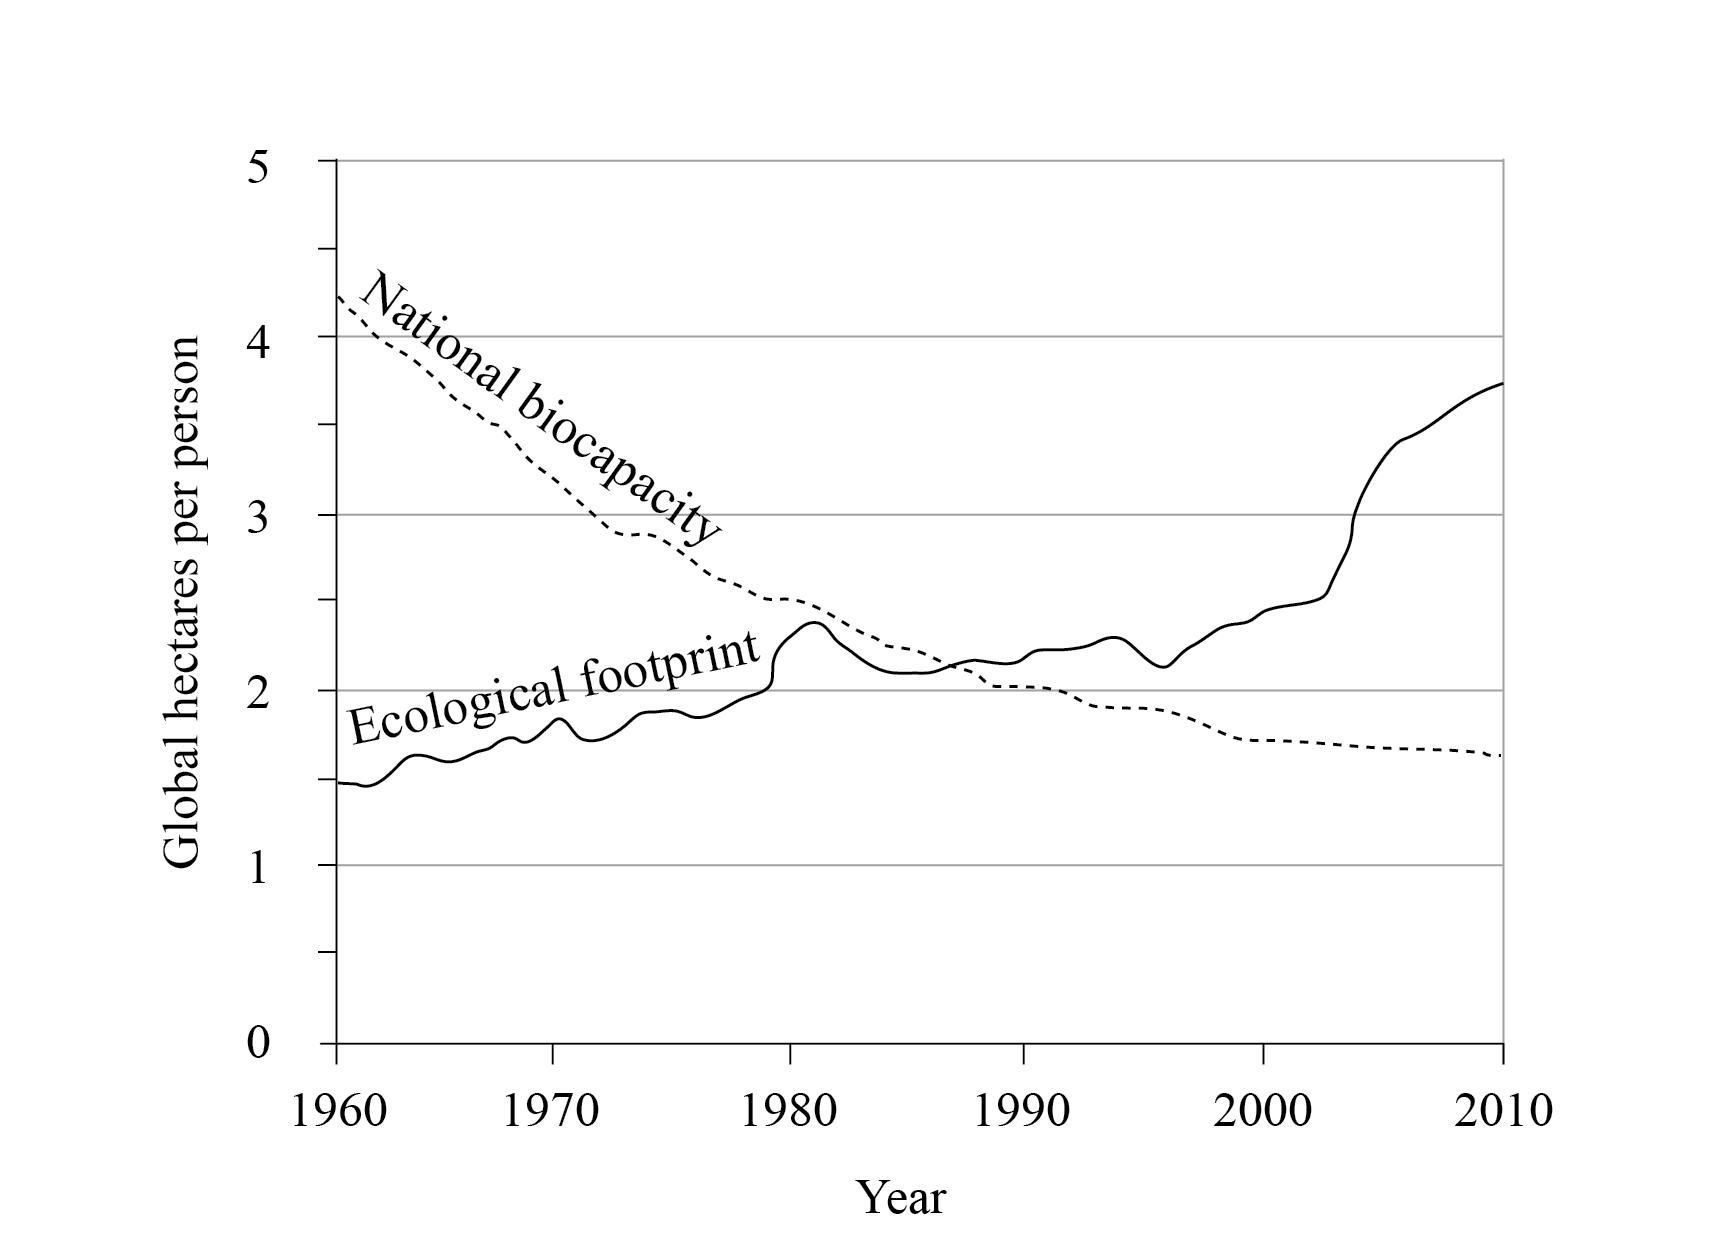 5
National biocapacity
4
3
Global hectares per person
Ecological footprint
2
1
0
1960 1970 1980 1990 2000 2010
Year